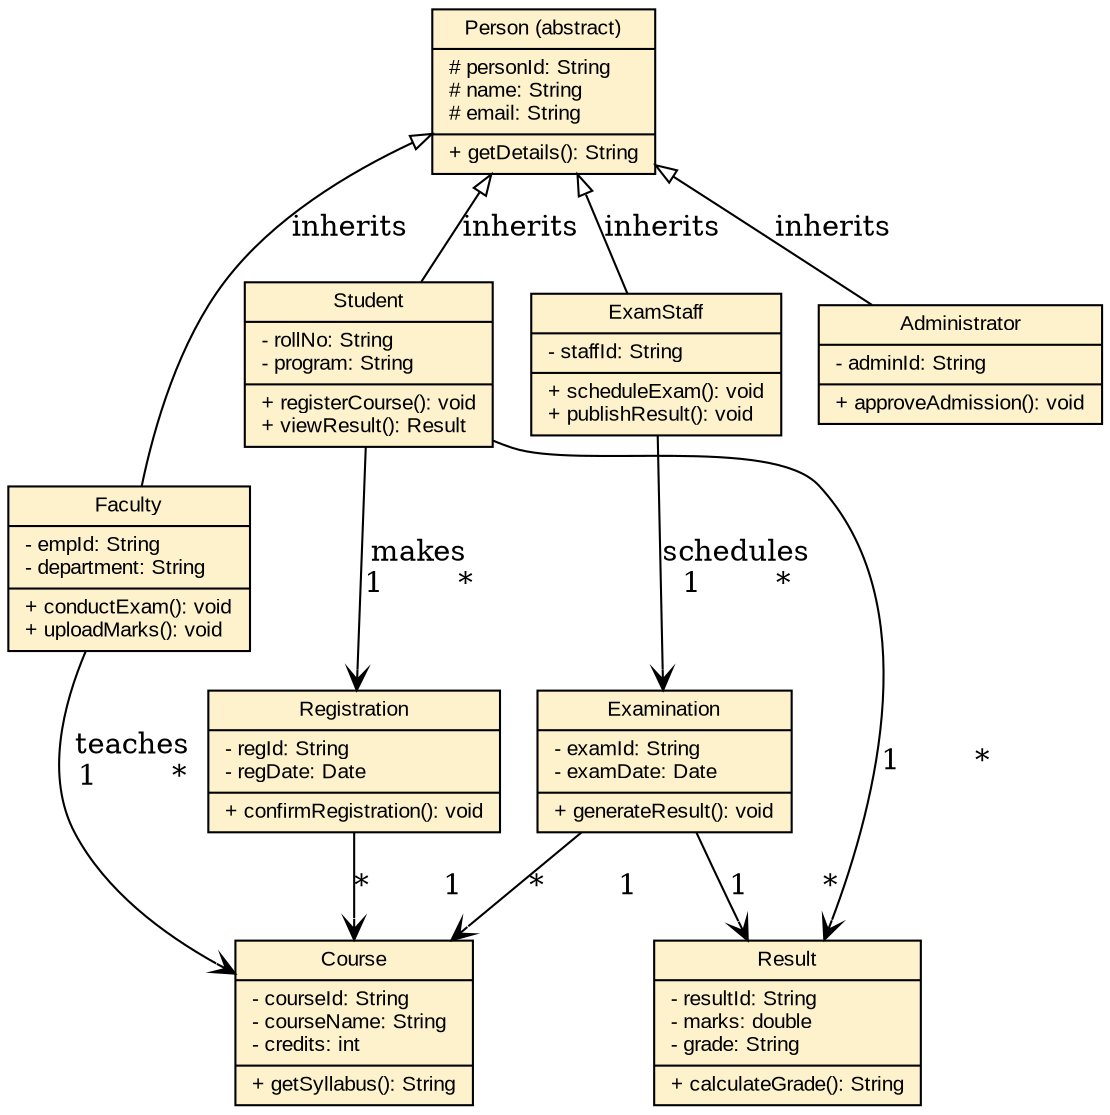 Person (abstract)
# personId: String
# name: String
# email: String
+ getDetails(): String
inherits
inherits
inherits
inherits
Student
- rollNo: String
- program: String
+ registerCourse(): void
+ viewResult(): Result
ExamStaff
- staffId: String
+ scheduleExam(): void
+ publishResult(): void
Administrator
- adminId: String
+ approveAdmission(): void
Faculty
- empId: String
- department: String
+ conductExam(): void
+ uploadMarks(): void
makes
1 *
schedules
1 *
teaches
1 *
Registration
- regId: String
- regDate: Date
+ confirmRegistration(): void
Examination
- examId: String
- examDate: Date
+ generateResult(): void
1 *
* 1
* 1
1 *
Course
- courseId: String
- courseName: String
- credits: int
+ getSyllabus(): String
Result
- resultId: String
- marks: double
- grade: String
+ calculateGrade(): String